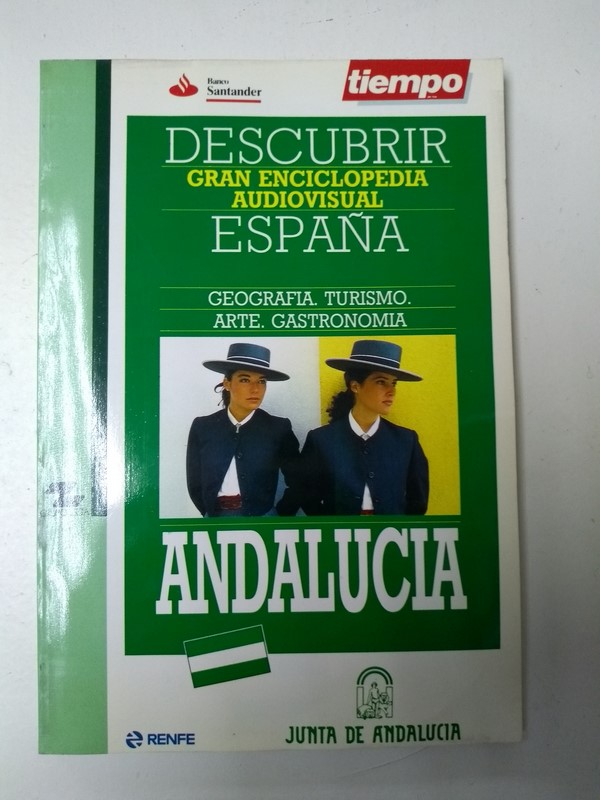 Banco
Santander
tiempo
DESCUBRIR
GRAN ENCICLOPEDIA
AUDIOVISUAL
ESPAÑA
GEOGRAFIA. TURISMO.
ARTE. GASTRONOMIA
ANDALUCIA
RENFE
JUNTA DE ANDALUCIA